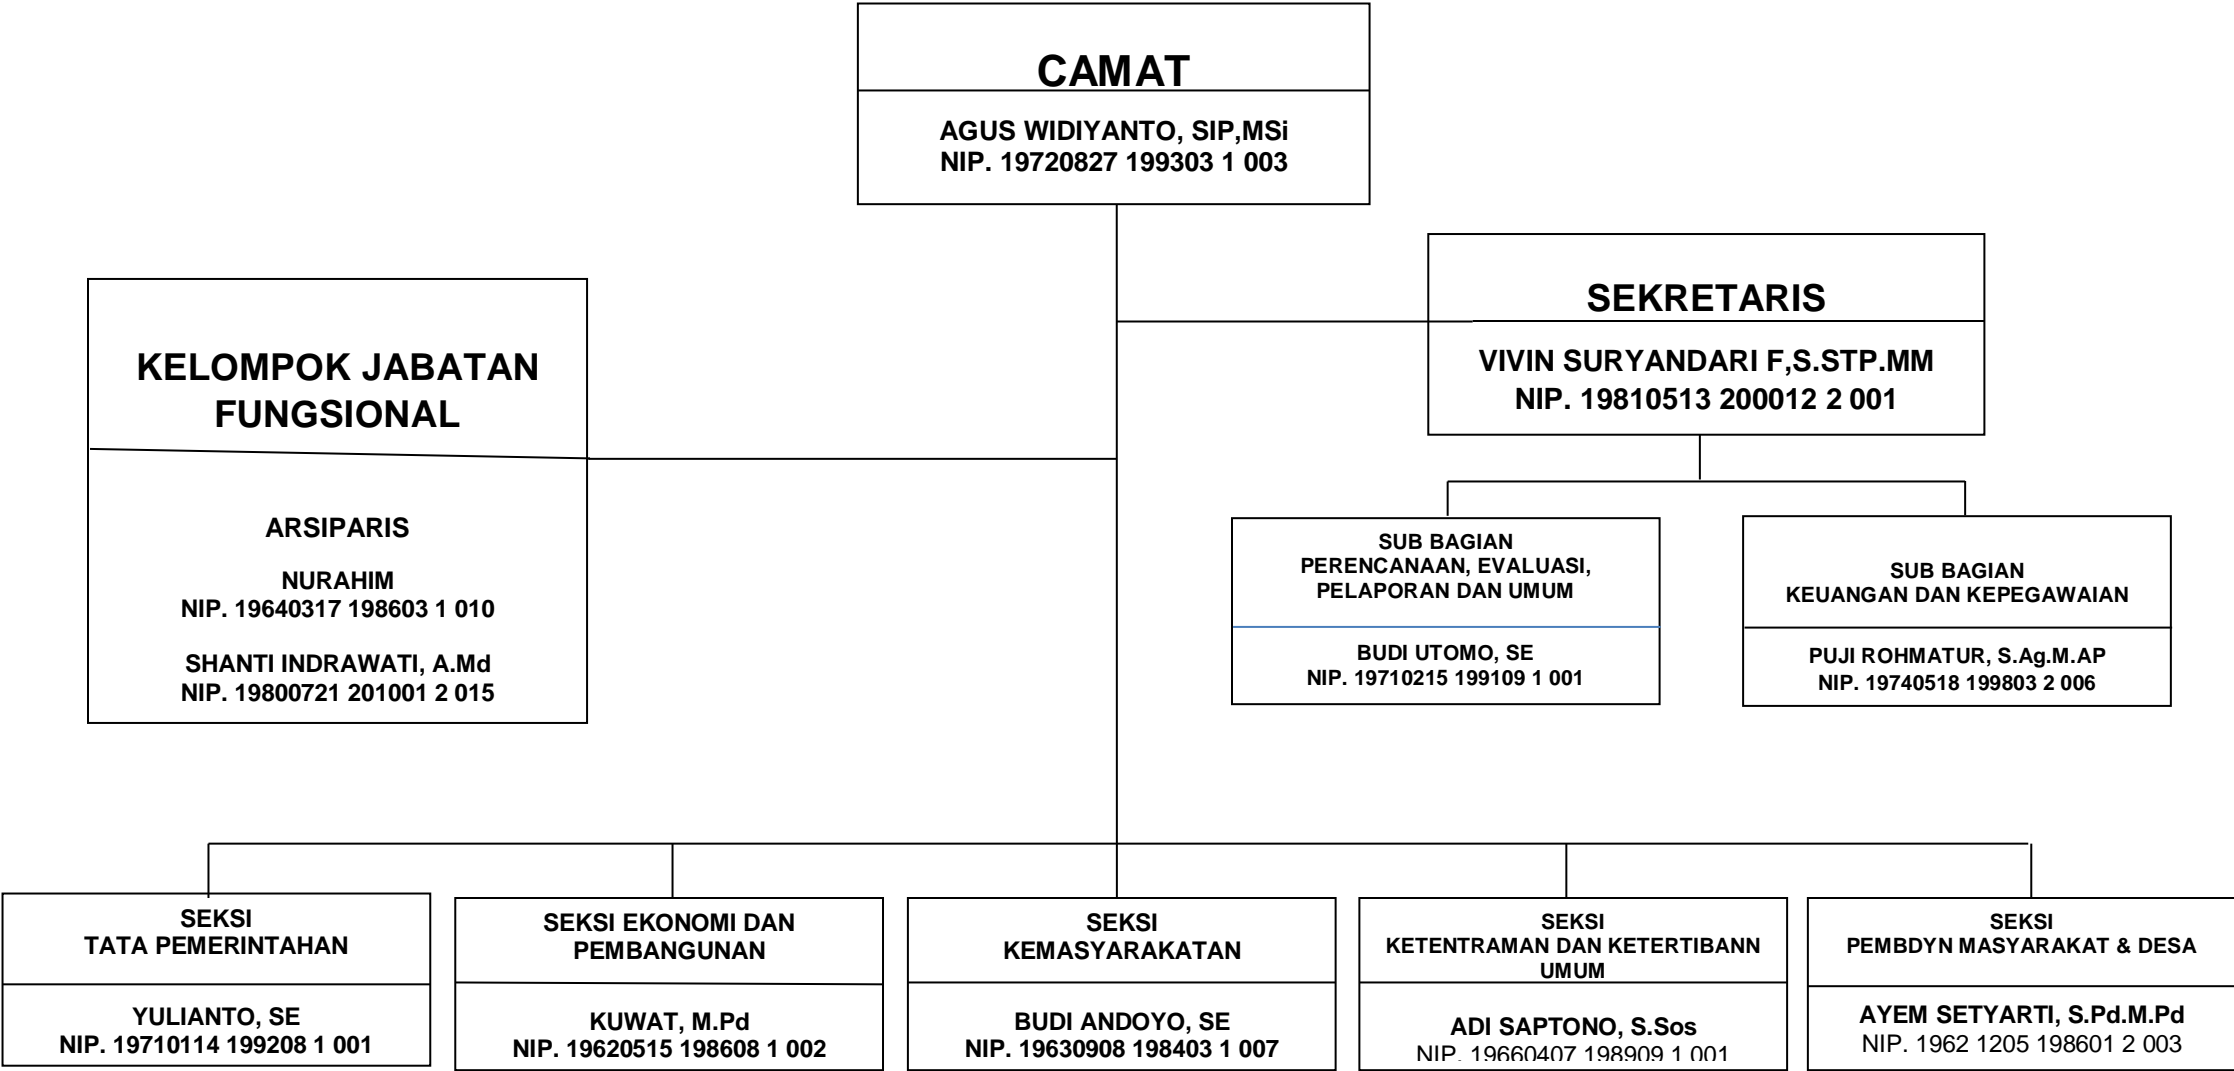 CAMAT
AGUS WIDIYANTO, SIP,MSi
NIP. 19720827 199303 1 003
SEKRETARIS
VIVIN SURYANDARI F,S.STP.MM
NIP. 19810513 200012 2 001
KELOMPOK JABATAN
FUNGSIONAL
ARSIPARIS
NURAHIM
NIP. 19640317 198603 1 010
SHANTI INDRAWATI, A.Md
NIP. 19800721 201001 2 015
SUB BAGIAN
PERENCANAAN, EVALUASI,
PELAPORAN DAN UMUM
BUDI UTOMO, SE
NIP. 19710215 199109 1 001
SUB BAGIAN
KEUANGAN DAN KEPEGAWAIAN
PUJI ROHMATUR, S.Ag.M.AP
NIP. 19740518 199803 2 006
SEKSI
TATA PEMERINTAHAN
YULIANTO, SE
NIP. 19710114 199208 1 001
SEKSI EKONOMI DAN
PEMBANGUNAN
KUWAT, M.Pd
NIP. 19620515 198608 1 002
SEKSI
KEMASYARAKATAN
BUDI ANDOYO, SE
NIP. 19630908 198403 1 007
SEKSI
KETENTRAMAN DAN KETERTIBANN
UMUM
ADI SAPTONO, S.Sos
NIP. 19660407 198909 1 001
SEKSI
PEMBDYN MASYARAKAT & DESA
AYEM SETYARTI, S.Pd.M.Pd
NIP. 1962 1205 198601 2 003